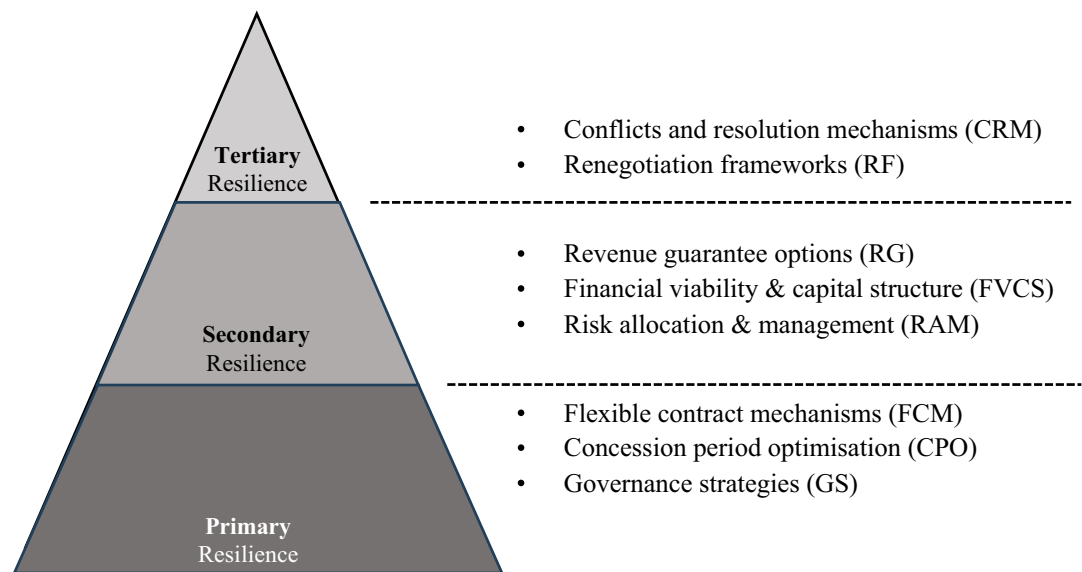 Tertiary
Resilience
• Conflicts and resolution mechanisms (CRM)
• Renegotiation frameworks (RF)
Secondary
Resilience
• Revenue guarantee options (RG)
• Financial viability & capital structure (FVCS)
• Risk allocation & management (RAM)
Primary
Resilience
• Flexible contract mechanisms (FCM)
• Concession period optimisation (CPO)
• Governance strategies (GS)